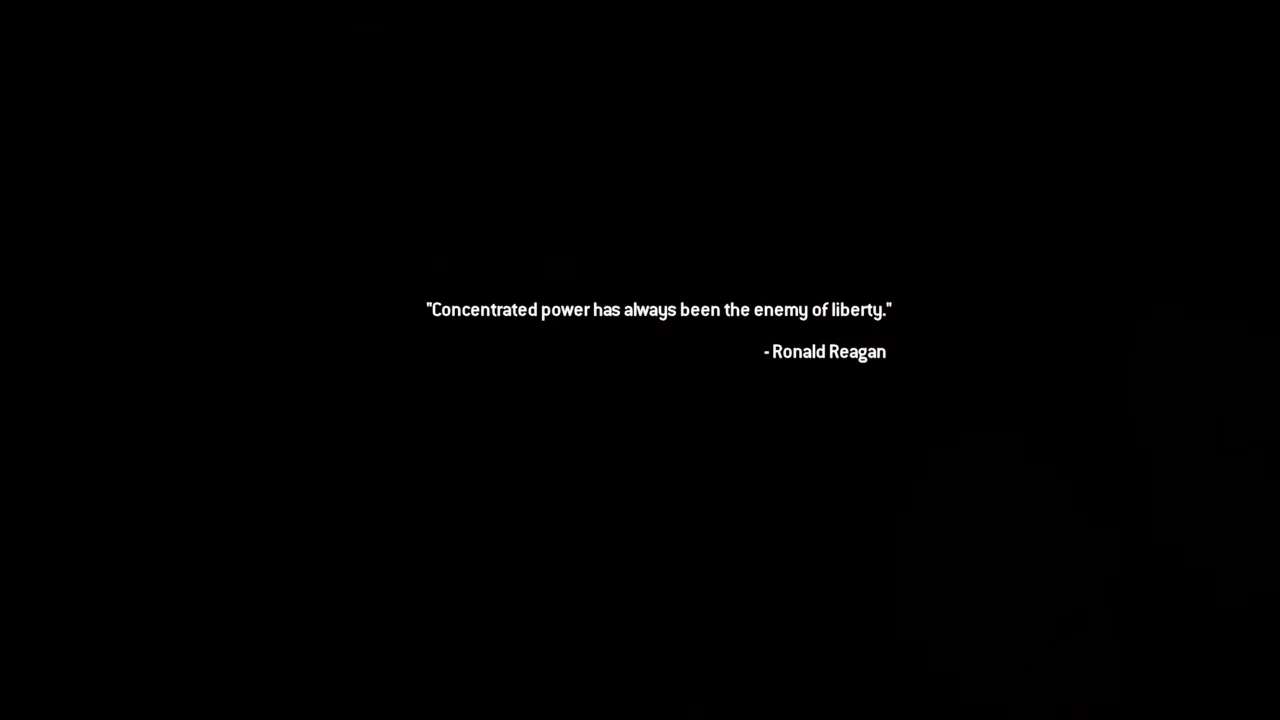 "Concentrated power has always been the enemy of liberty."
- Ronald Reagan